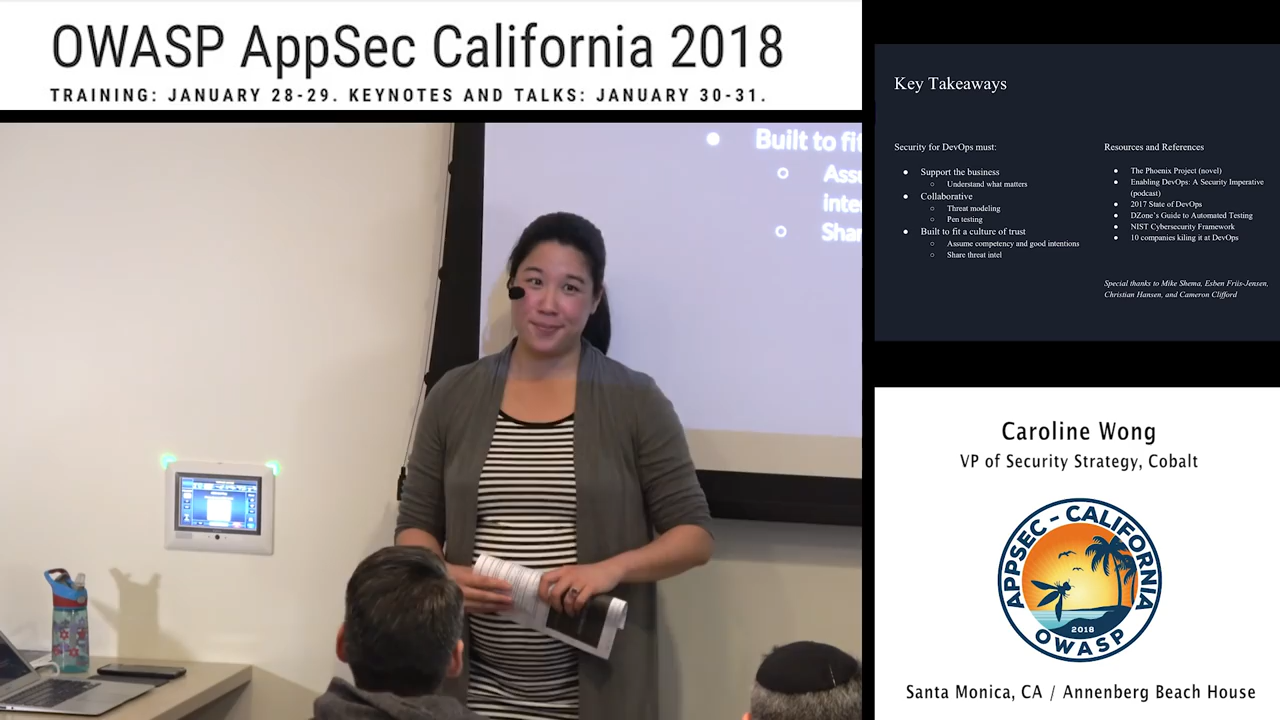 OWASP AppSec California 2018
TRAINING: JANUARY 28-29. KEYNOTES AND TALKS: JANUARY 30-31.
Built to fit
Ass
inte
Shar
Key Takeaways
Security for DevOps must:
Support the business
Understand what matters
Collaborative
Threat modeling
Pen testing
Built to fit a culture of trust
Assume competency and good intentions
Share threat intel
Resources and References
The Phoenix Project (novel)
Enabling DevOps: A Security Imperative
(podcast)
2017 State of DevOps
DZone's Guide to Automated Testing
NIST Cybersecurity Framework
10 companies kiling it at DevOps
Special thanks to Mike Shema, Esben Friis-Jensen,
Christian Hansen, and Cameron Clifford
Caroline Wong
VP of Security Strategy, Cobalt
APPSEC - CALIFORNIA
2018
OWASP
Santa Monica, CA / Annenberg Beach House